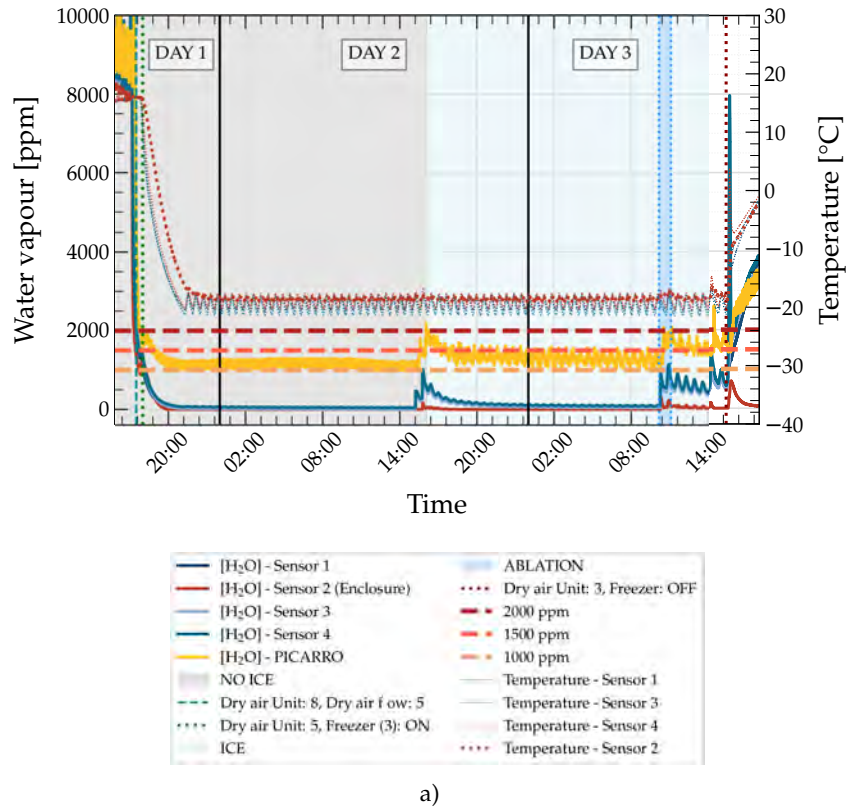 DAY 1
DAY 2
DAY 3
Water vapour [ppm]
10000
8000
6000
4000
2000
0
Temperature [°C]
30
20
10
0
−10
−20
−30
−40
20:00
02:00
08:00
14:00
20:00
02:00
08:00
14:00
Time
[H₂O] - Sensor 1
[H₂O] - Sensor 2 (Enclosure)
[H₂O] - Sensor 3
[H₂O] - Sensor 4
[H₂O] - PICARRO
NO ICE
Dry air Unit: 8, Dry air f ow: 5
Dry air Unit: 5, Freezer (3): ON
ICE
ABLATION
Dry air Unit: 3, Freezer: OFF
2000 ppm
1500 ppm
1000 ppm
Temperature - Sensor 1
Temperature - Sensor 3
Temperature - Sensor 4
Temperature - Sensor 2
a)